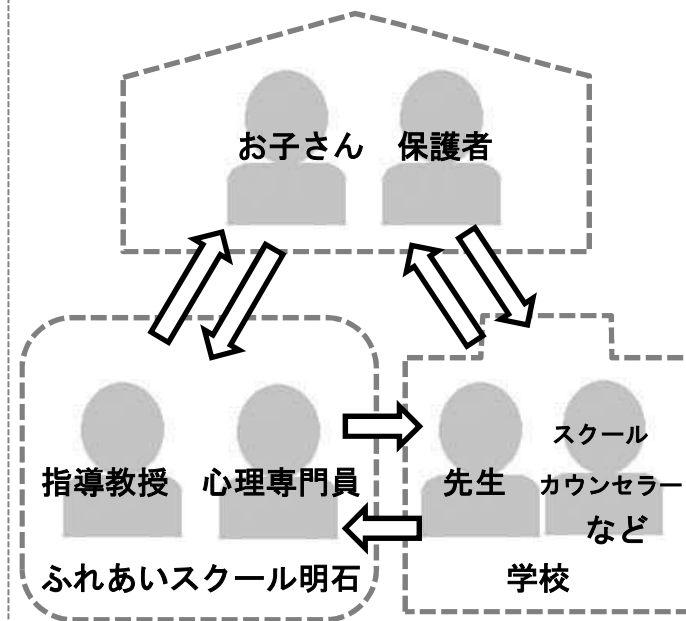 お子さん 保護者
指導教授 心理専門員
ふれあいスクール明石
先生 スクール
カウンセラー
など
学校